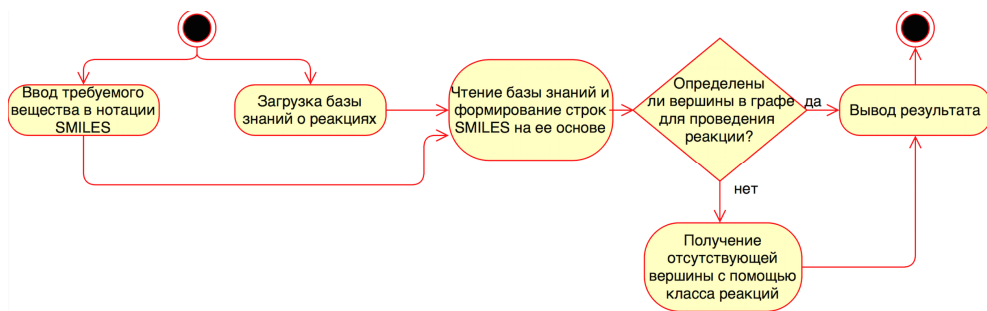 Ввод требуемого
вещества в нотации
SMILES
Загрузка базы
знаний о реакциях
Чтение базы знаний и
формирование строк
SMILES на ее основе
Определены
ли вершины в графе
для проведения
реакции?
да
Вывод результата
нет
Получение
отсутствующей
вершины с помощью
класса реакций